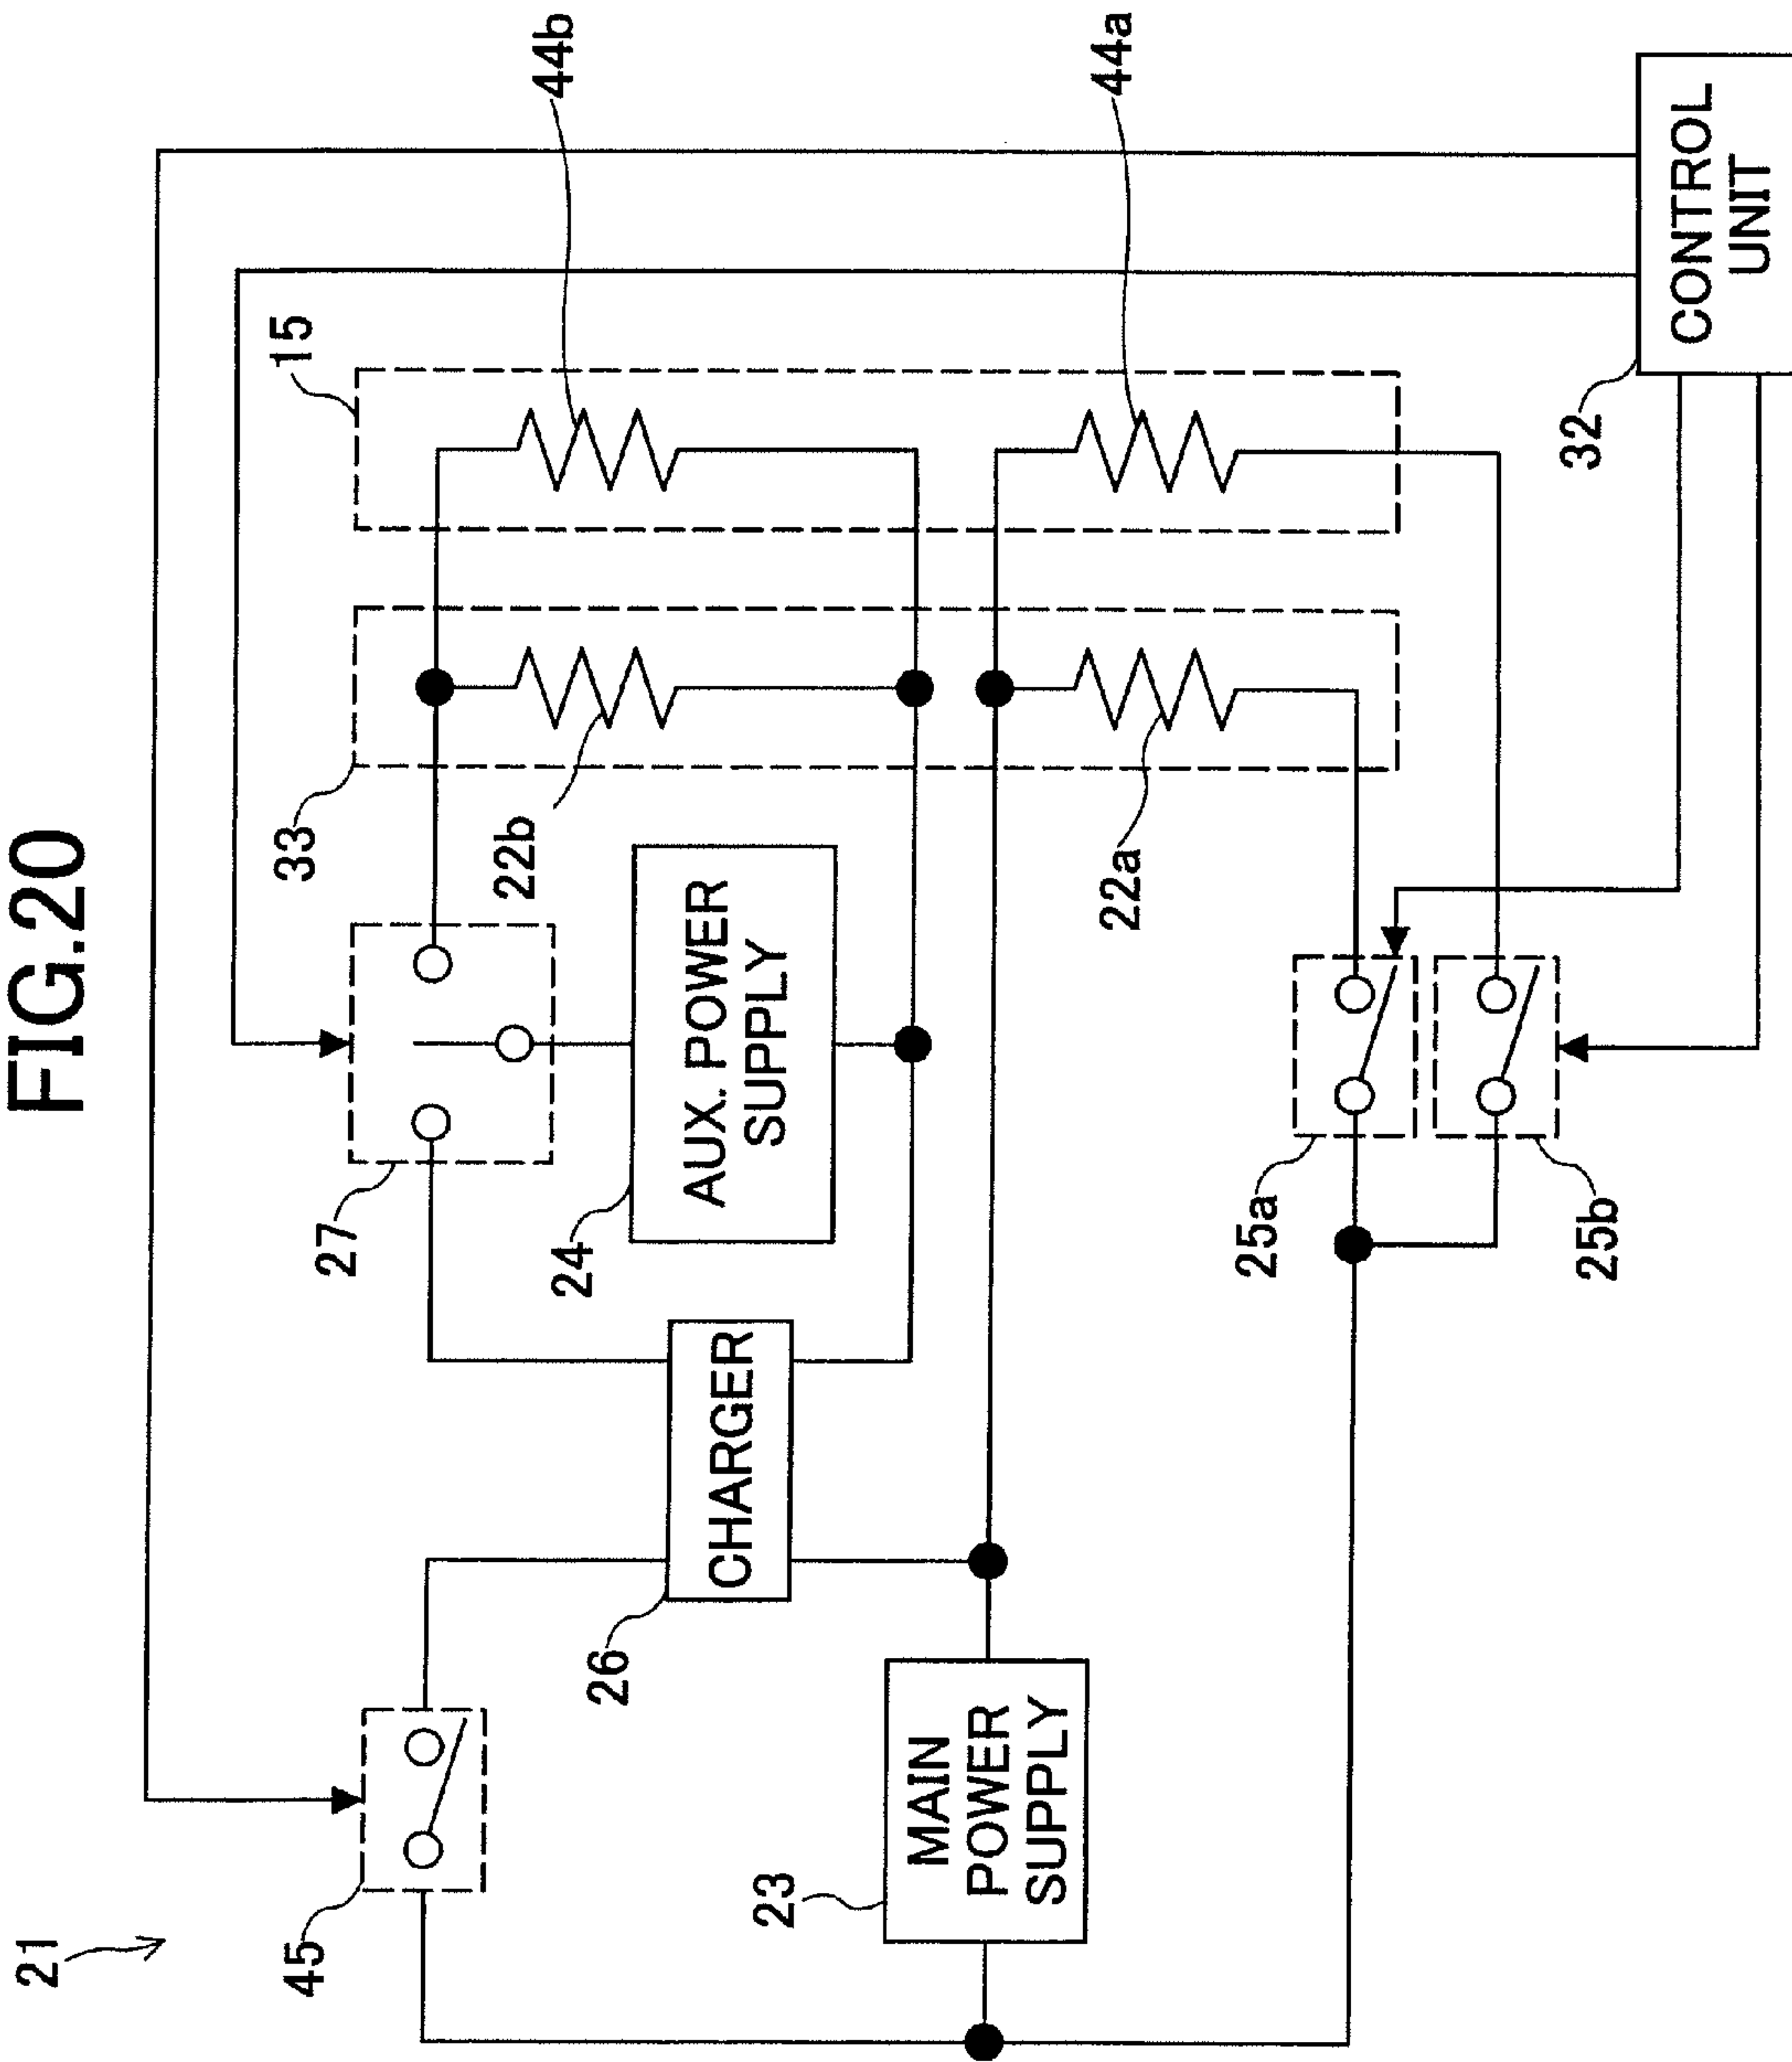 FIG.20
21
45
27
33
15
44b
26
CHARGER
24
AUX. POWER
SUPPLY
22b
23
MAIN
POWER
SUPPLY
22a
44a
25a
25b
32
CONTROL
UNIT